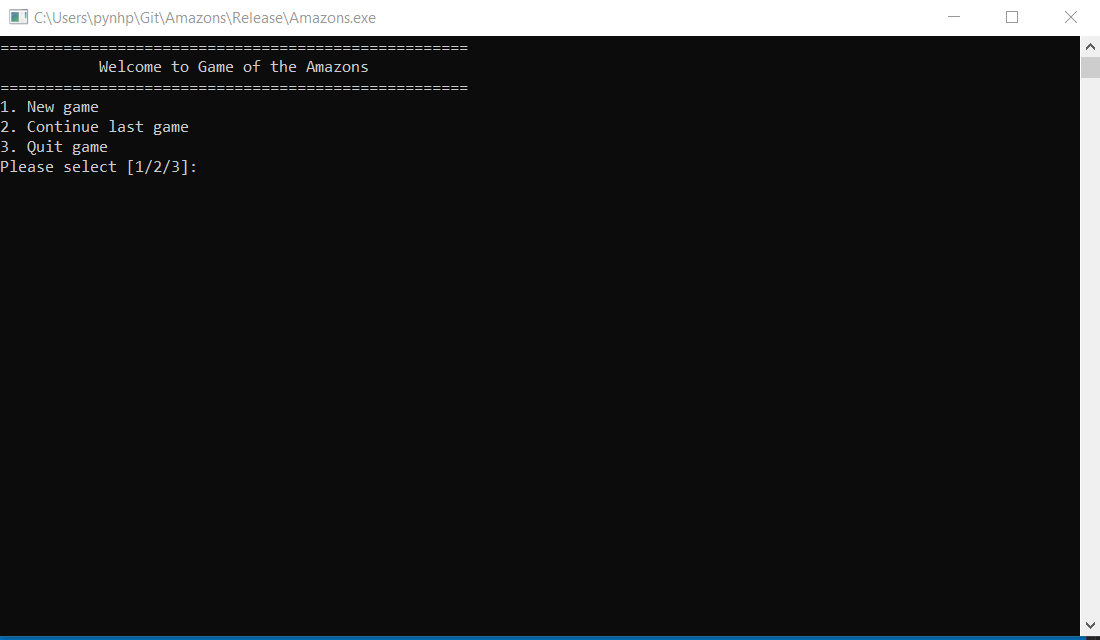 C:\Users\pynhp\Git\Amazons\Release\Amazons.exe
====================================================
Welcome to Game of the Amazons
====================================================
1. New game
2. Continue last game
3. Quit game
Please select [1/2/3]: